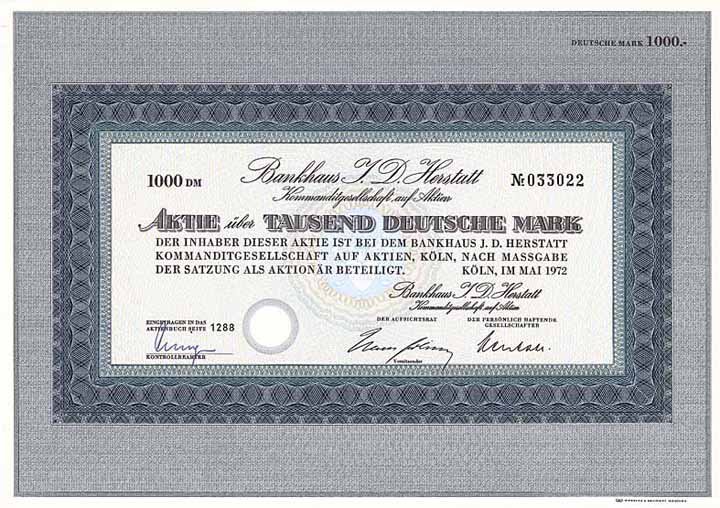 DEUTSCHE MARK 1000.-
1000 DM
Bankhaus J. D. Herstatt
Nº 033022
Kommanditgesellschaft auf Aktien
AKTIE über TAUSEND DEUTSCHE MARK
DER INHABER DIESER AKTIE IST BEI DEM BANKHAUS J. D. HERSTATT
KOMMANDITGESELLSCHAFT AUF AKTIEN, KÖLN, NACH MASSGABE
DER SATZUNG ALS AKTIONÄR BETEILIGT. KÖLN, IM MAI 1972
Bankhaus J. D. Herstatt
Kommanditgesellschaft auf Aktien
EINGETRAGEN IN DAS
AKTIENBUCH SEITE 1288
KONTROLLBEAMTER
DER AUFSICHTSRAT
Vorsitzender
DER PERSÖNLICH HAFTENDE
GESELLSCHAFTER